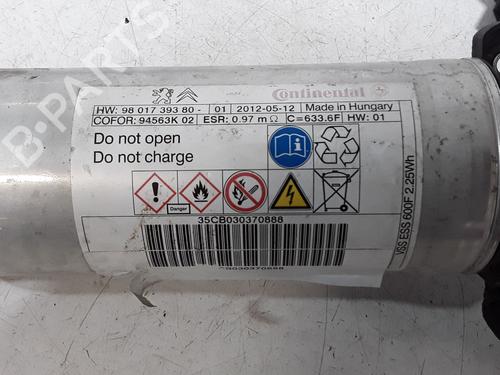 B-PARTS
Continental
HW: 98 017 393 80 - 01 2012-05-12 Made in Hungary
COFOR: 94563K 02 ESR: 0.97 m Ω C=633.6F HW: 01
Do not open
Do not charge
Danger
35CB030370888
CB030370888
VSS ESS 600F 2.25Wh